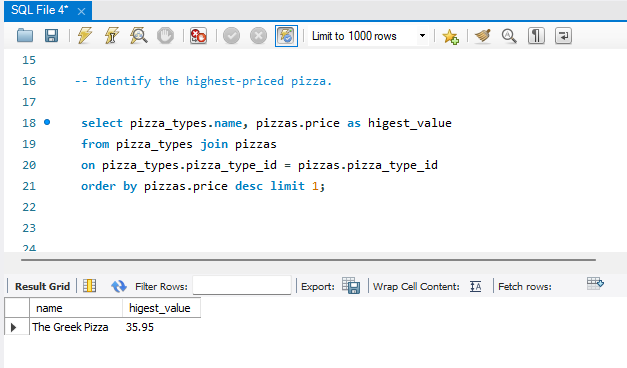 SQL File 4* ×
Limit to 1000 rows
15
16 -- Identify the highest-priced pizza.
17
18 select pizza_types.name, pizzas.price as higest_value
19 from pizza_types join pizzas
20 on pizza_types.pizza_type_id = pizzas.pizza_type_id
21 order by pizzas.price desc limit 1;
22
23
24
Result Grid Filter Rows: Export: Wrap Cell Content: Fetch rows:
name higest_value
The Greek Pizza 35.95